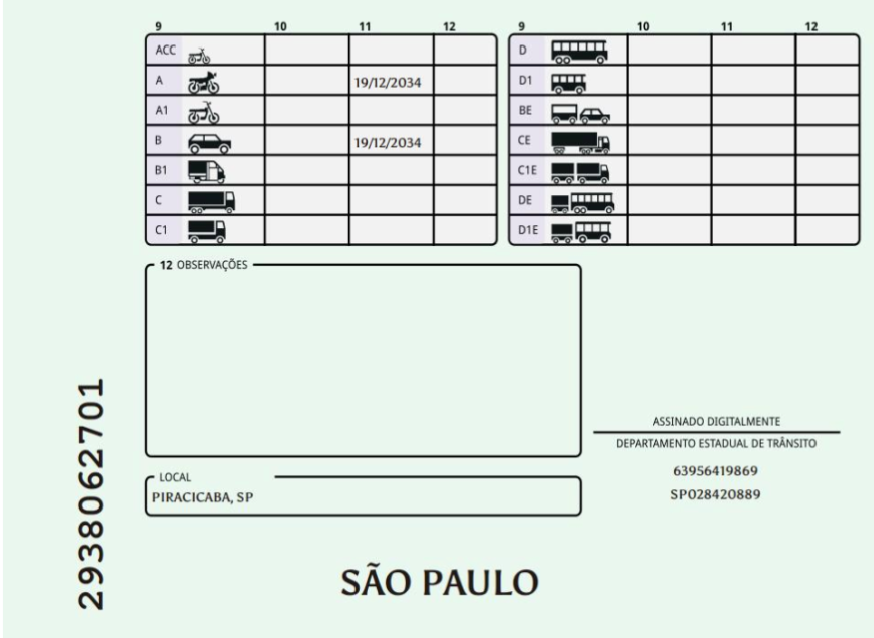 9 10 11 12
ACC
A 19/12/2034
A1
B 19/12/2034
B1
C
C1
9 10 11 12
D
D1
BE
CE
C1E
DE
D1E
12 OBSERVAÇÕES
ASSINADO DIGITALMENTE
DEPARTAMENTO ESTADUAL DE TRÂNSITO
63956419869
SP028420889
LOCAL
PIRACICABA, SP
2938062701
SÃO PAULO